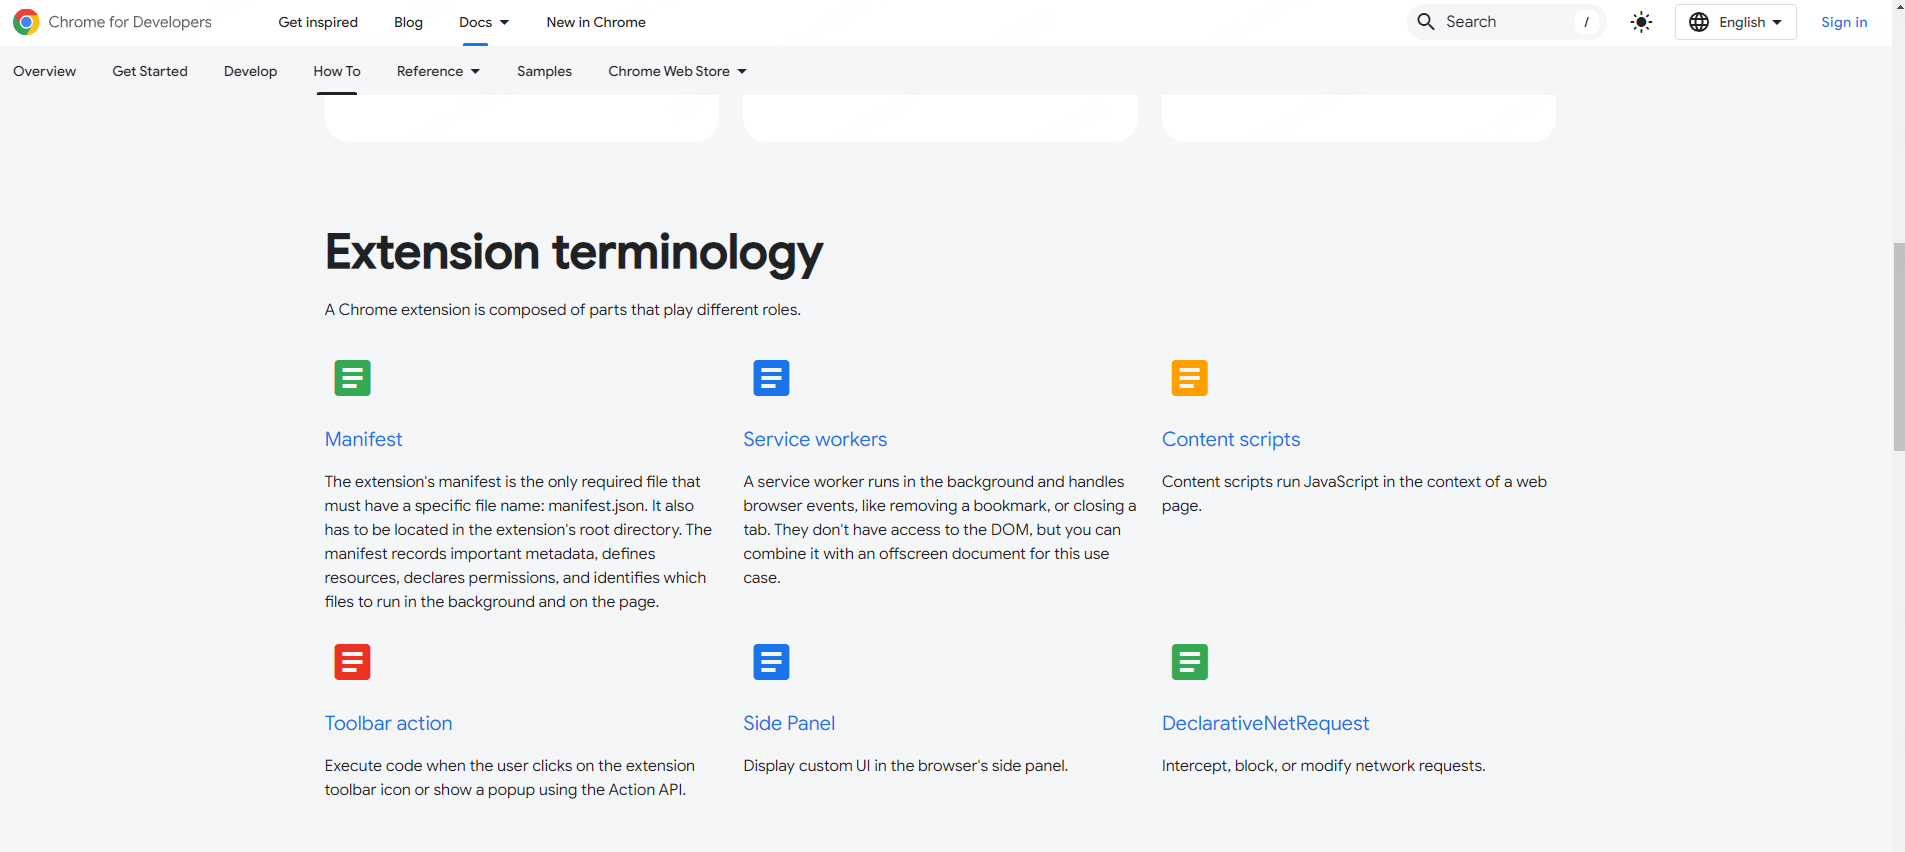 Chrome for Developers
Get inspired
Blog
Docs
New in Chrome
Search
/
English
Sign in
Overview
Get Started
Develop
How To
Reference
Samples
Chrome Web Store
Extension terminology
A Chrome extension is composed of parts that play different roles.
Manifest
The extension's manifest is the only required file that
must have a specific file name: manifest.json. It also
has to be located in the extension's root directory. The
manifest records important metadata, defines
resources, declares permissions, and identifies which
files to run in the background and on the page.
Service workers
A service worker runs in the background and handles
browser events, like removing a bookmark, or closing a
tab. They don't have access to the DOM, but you can
combine it with an offscreen document for this use
case.
Content scripts
Content scripts run JavaScript in the context of a web
page.
Toolbar action
Execute code when the user clicks on the extension
toolbar icon or show a popup using the Action API.
Side Panel
Display custom UI in the browser's side panel.
DeclarativeNetRequest
Intercept, block, or modify network requests.